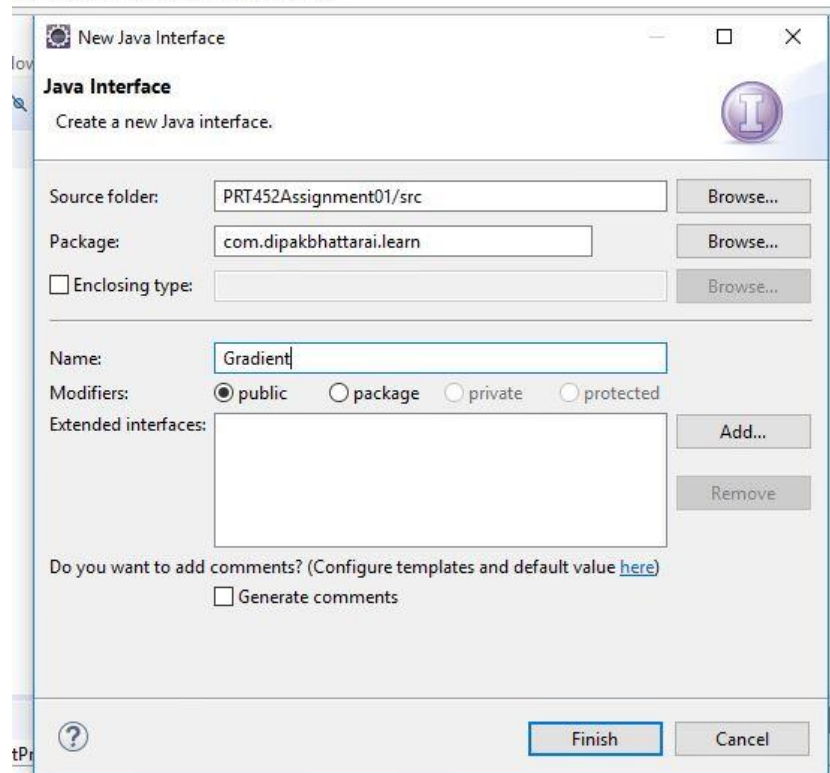 New Java Interface
Java Interface
Create a new Java interface.
Source folder: PRT452Assignment01/src Browse...
Package: com.dipakbhattarai.learn Browse...
Enclosing type: Browse...
Name: Gradient
Modifiers: public package private protected
Extended interfaces: Add...
Remove
Do you want to add comments? (Configure templates and default value here)
Generate comments
Finish Cancel